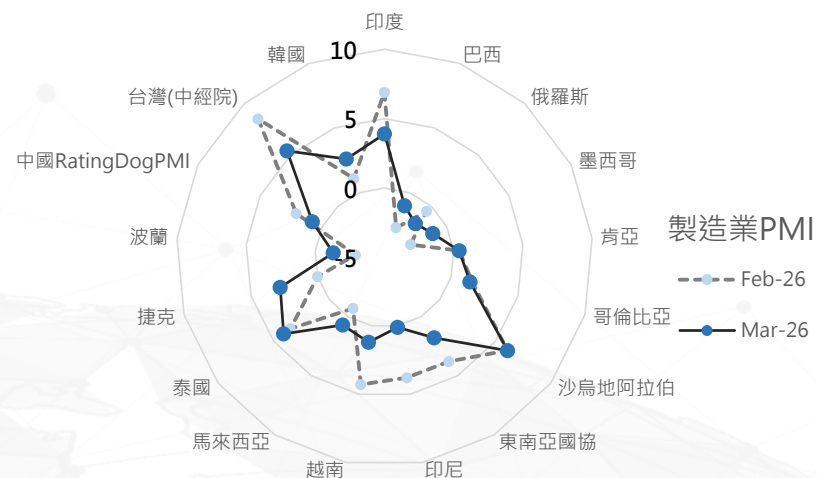 印度
10
韓國
巴西
台灣(中經院)
俄羅斯
5
中國RatingDogPMI
墨西哥
0
波蘭
肯亞
製造業PMI
-5
Feb-26
捷克
哥倫比亞
Mar-26
泰國
沙烏地阿拉伯
馬來西亞
東南亞國協
越南
印尼